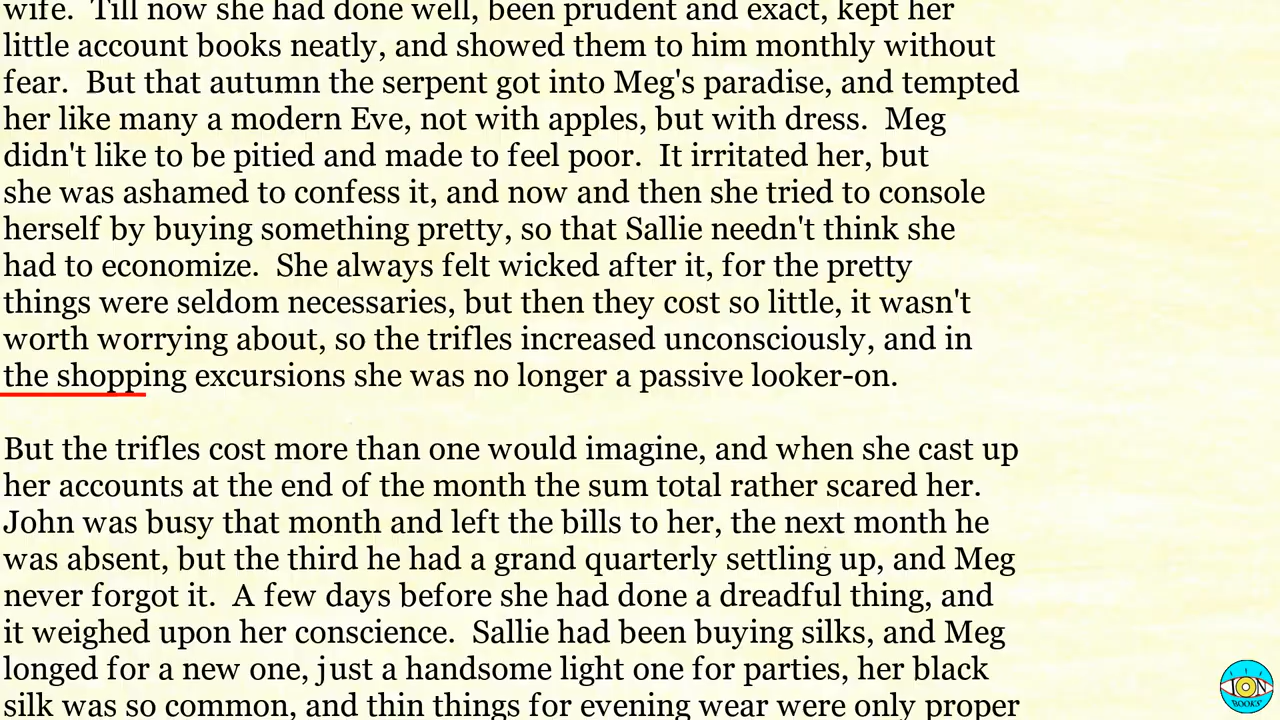 wife.  Till now she had done well, been prudent and exact, kept her
little account books neatly, and showed them to him monthly without
fear.  But that autumn the serpent got into Meg's paradise, and tempted
her like many a modern Eve, not with apples, but with dress.  Meg
didn't like to be pitied and made to feel poor.  It irritated her, but
she was ashamed to confess it, and now and then she tried to console
herself by buying something pretty, so that Sallie needn't think she
had to economize.  She always felt wicked after it, for the pretty
things were seldom necessaries, but then they cost so little, it wasn't
worth worrying about, so the trifles increased unconsciously, and in
the shopping excursions she was no longer a passive looker-on.
But the trifles cost more than one would imagine, and when she cast up
her accounts at the end of the month the sum total rather scared her.
John was busy that month and left the bills to her, the next month he
was absent, but the third he had a grand quarterly settling up, and Meg
never forgot it.  A few days before she had done a dreadful thing, and
it weighed upon her conscience.  Sallie had been buying silks, and Meg
longed for a new one, just a handsome light one for parties, her black
silk was so common, and thin things for evening wear were only proper
ION
BOOKS